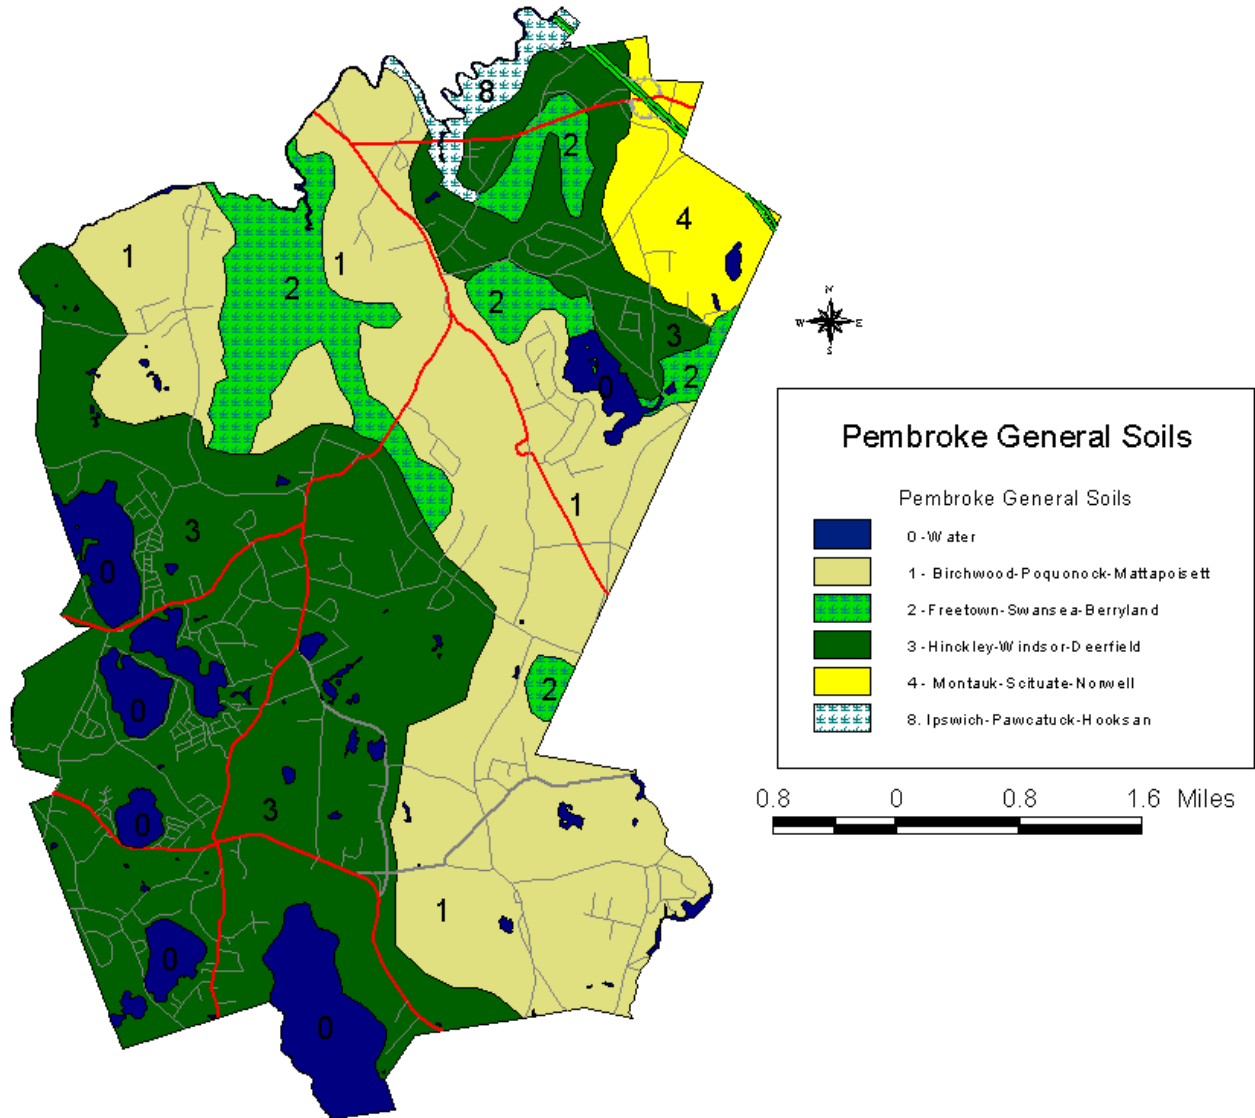 8
2
1
4
1
2
2
3
0
2
N
W E
S
1
3
0
2
0
3
0
1
0
0
Pembroke General Soils
Pembroke General Soils
0-Water
1- Birchwood-Poquonock-Mattapoisett
2-Freetown-Swansea-Berryland
3-Hinckley-Windsor-Deerfield
4- Montauk-Scituate-Norwell
8. Ipswich-Pawcatuck-Hooksan
0.8 0 0.8 1.6 Miles